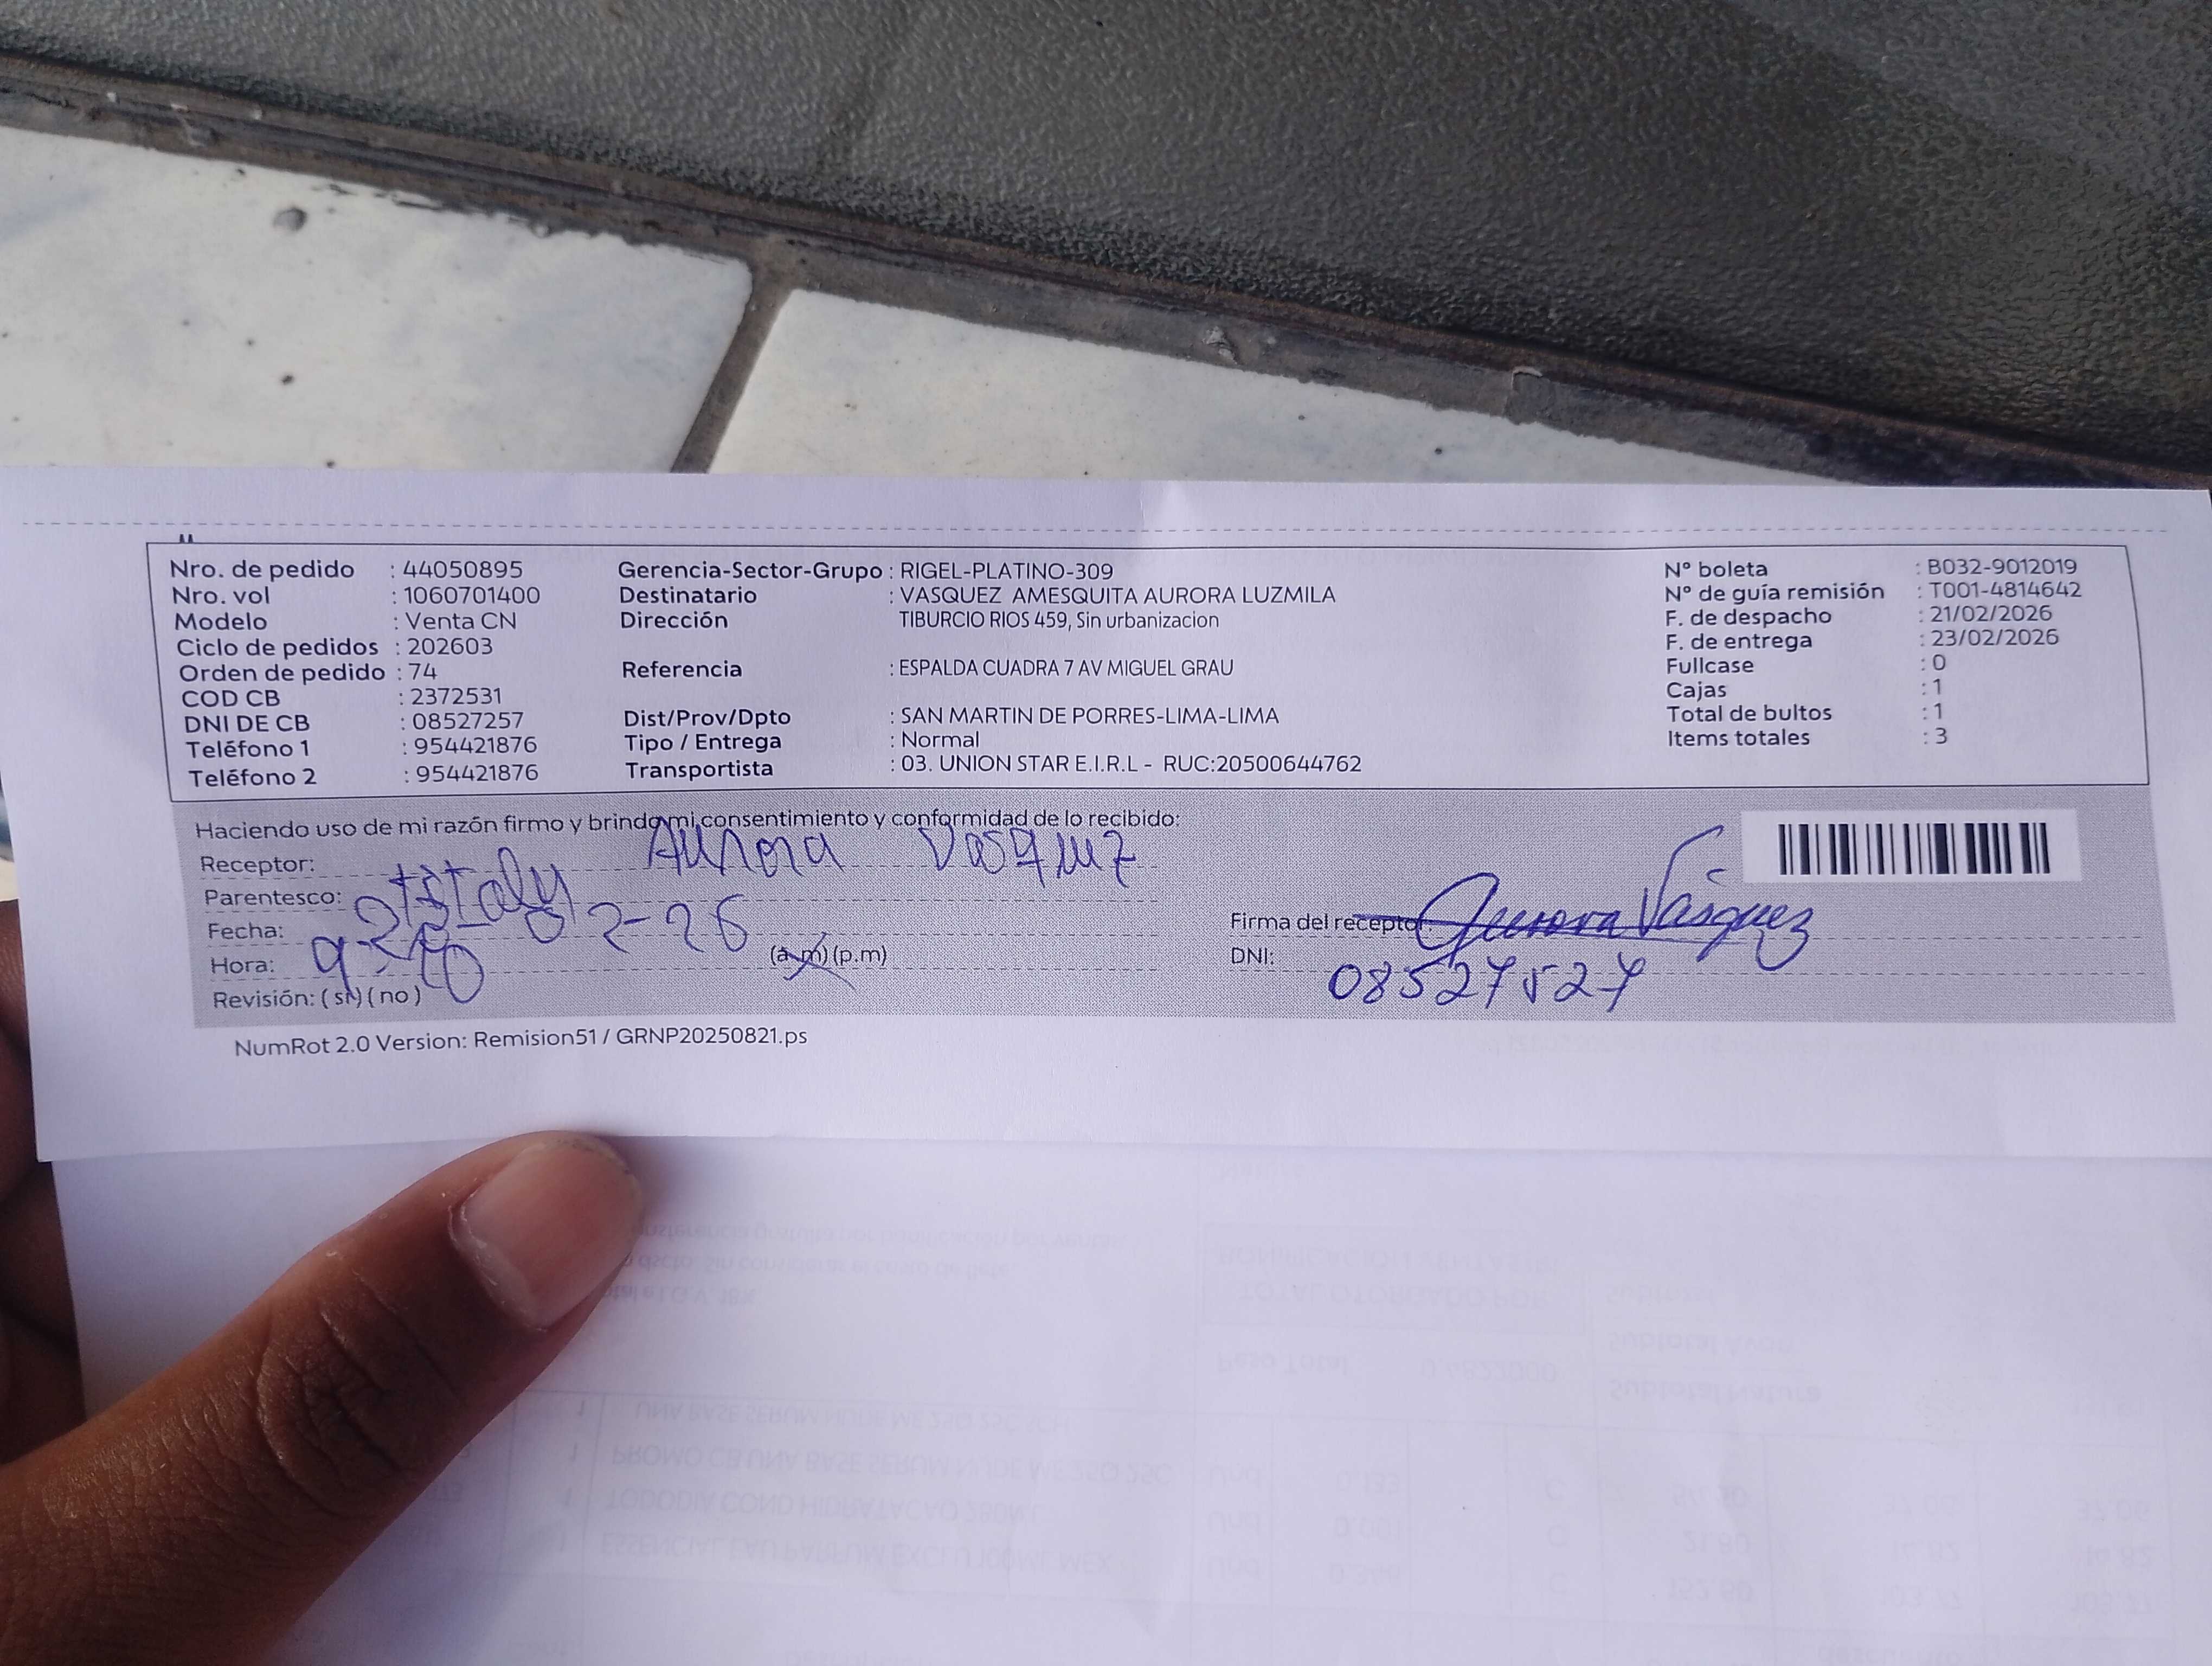 Nro. de pedido : 44050895 Gerencia-Sector-Grupo : RIGEL-PLATINO-309 N° boleta : B032-9012019
Nro. vol : 1060701400 Destinatario : VASQUEZ AMESQUITA AURORA LUZMILA N° de guía remisión : T001-4814642
Modelo : Venta CN Dirección TIBURCIO RIOS 459, Sin urbanizacion F. de despacho : 21/02/2026
Ciclo de pedidos : 202603 F. de entrega : 23/02/2026
Orden de pedido : 74 Referencia : ESPALDA CUADRA 7 AV MIGUEL GRAU Fullcase : 0
COD CB : 2372531 Cajas : 1
DNI DE CB : 08527257 Dist/Prov/Dpto : SAN MARTIN DE PORRES-LIMA-LIMA Total de bultos : 1
Teléfono 1 : 954421876 Tipo / Entrega : Normal Items totales : 3
Teléfono 2 : 954421876 Transportista : 03. UNION STAR E.I.R.L - RUC:20500644762
Haciendo uso de mi razón firmo y brindo mi consentimiento y conformidad de lo recibido:
Receptor: Aurora Vasquez
Parentesco:
Fecha: 02-26 Firma del receptor: Aurora Vásquez
Hora: (a.m) (p.m) DNI: 08527527
Revisión: ( si ) ( no )
NumRot 2.0 Version: Remision51 / GRNP20250821.ps